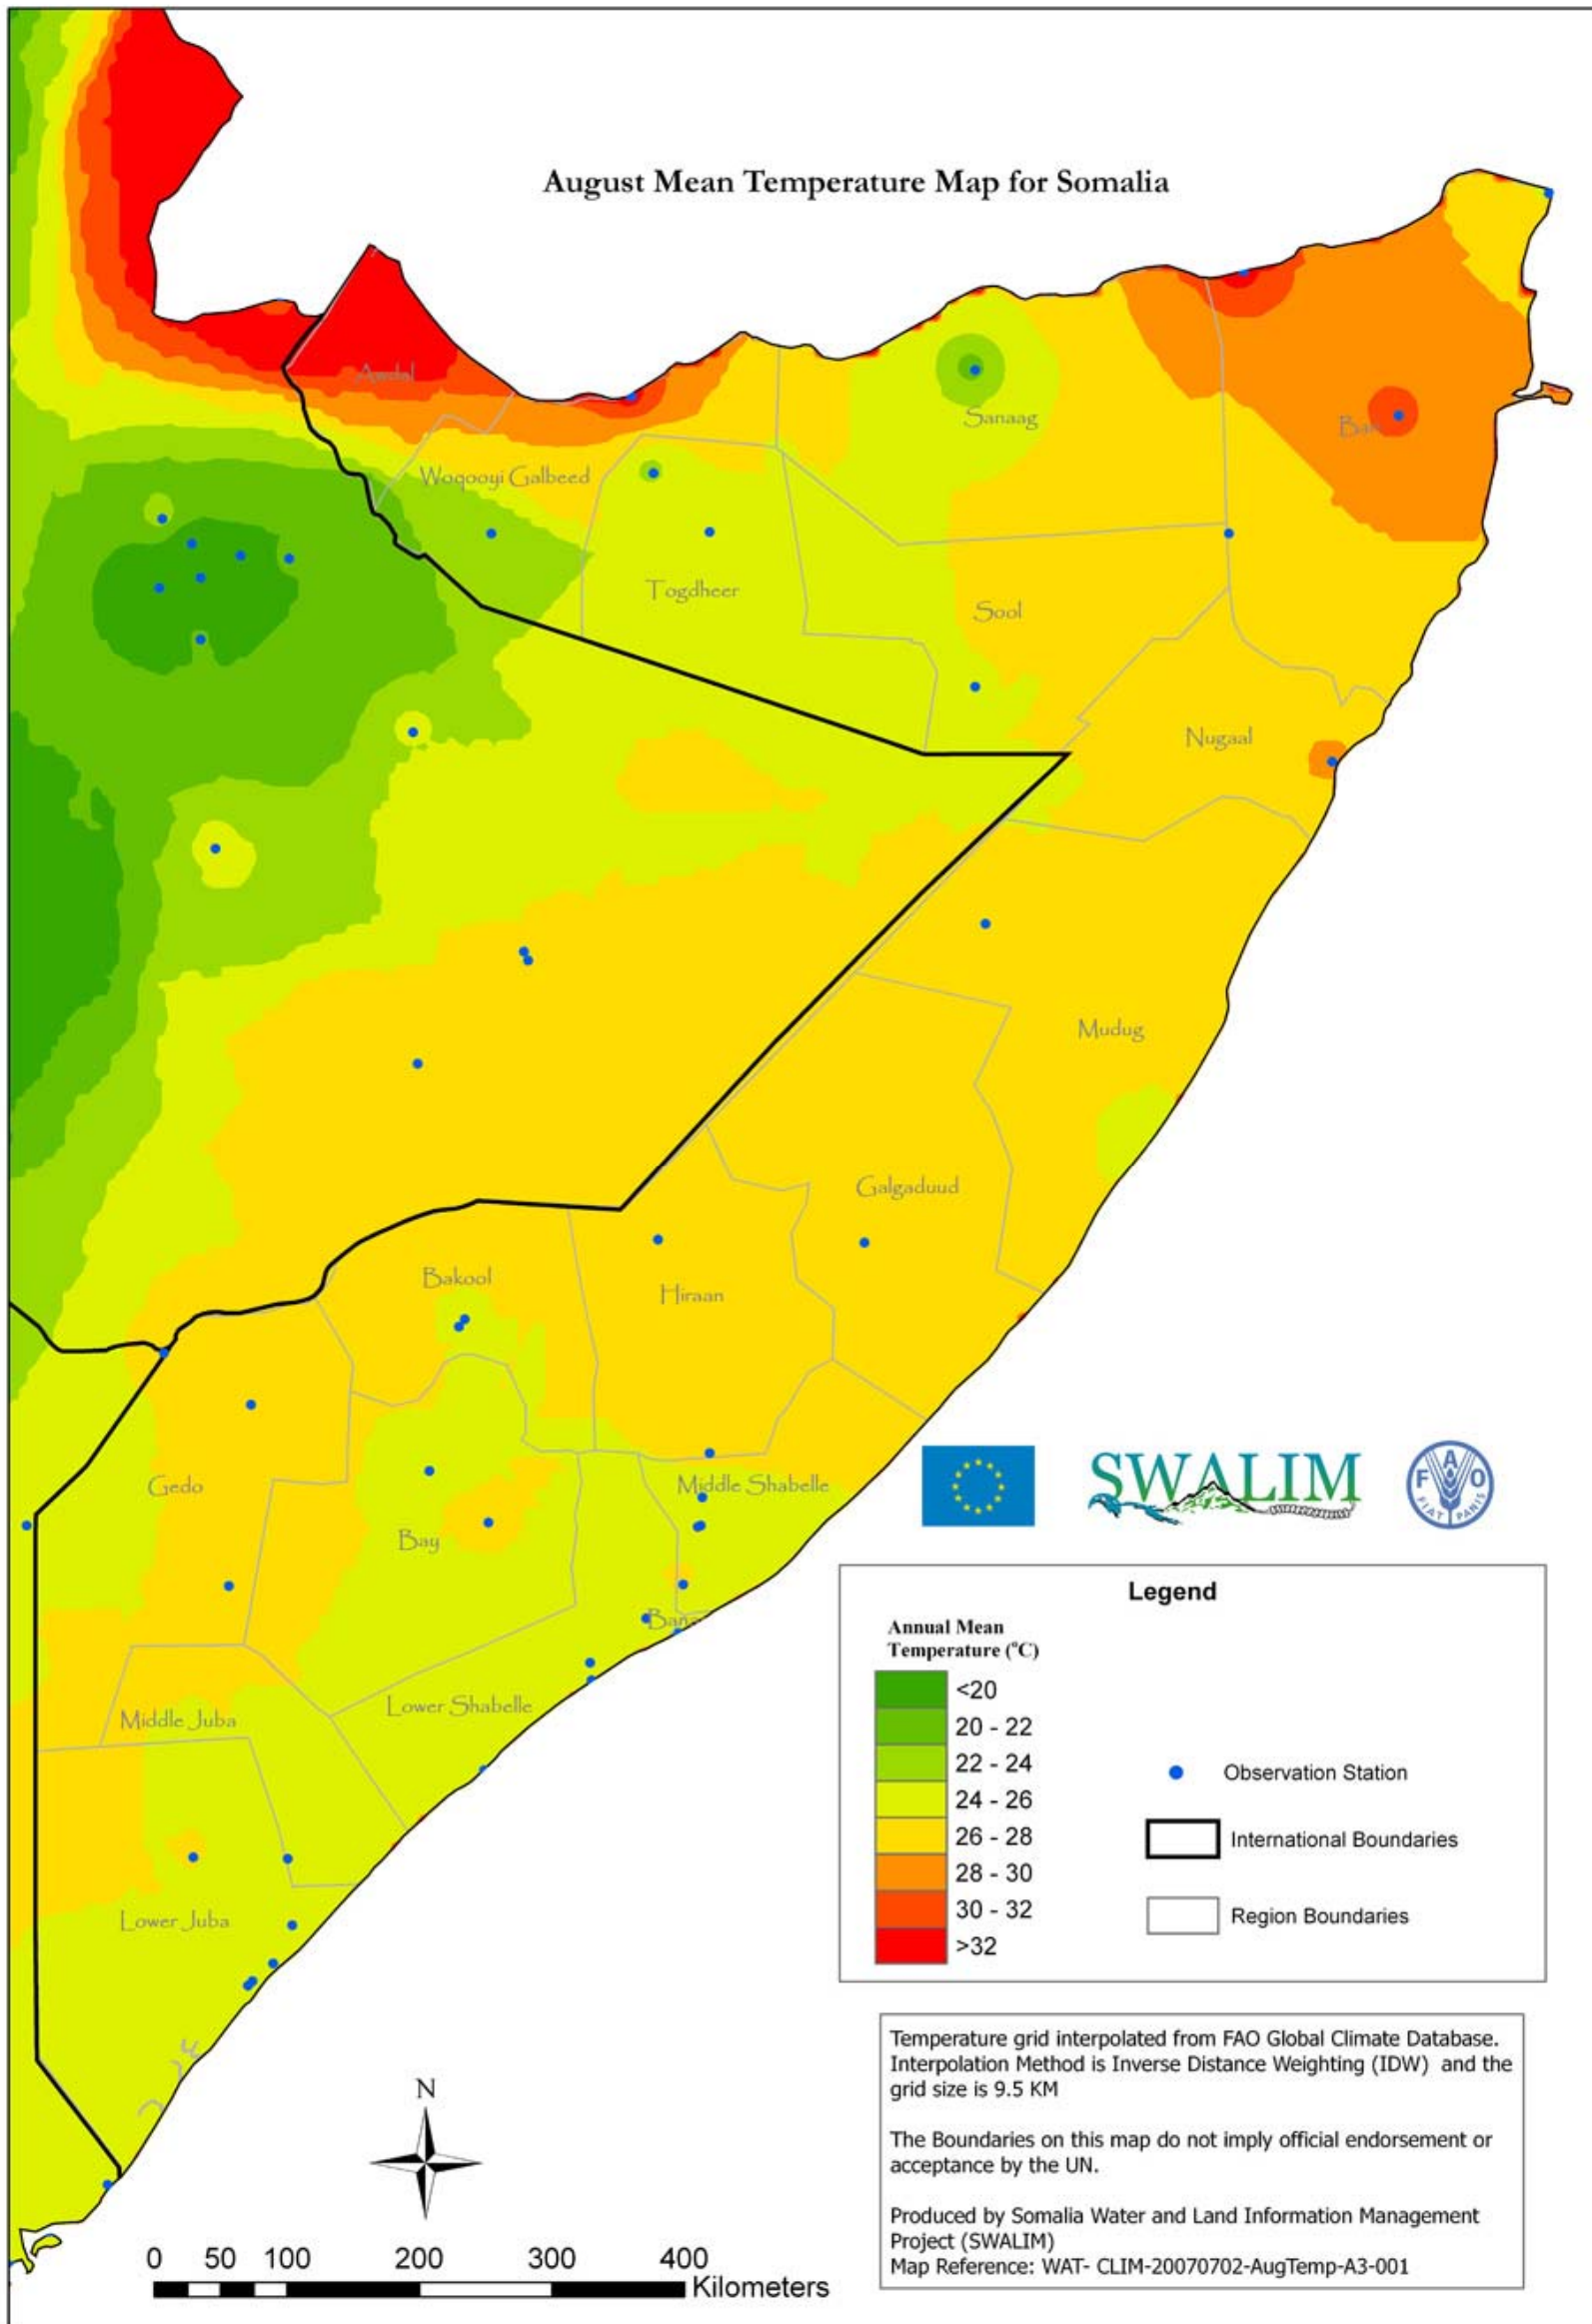 August Mean Temperature Map for Somalia
Awdal
Sanaag
Bari
Woqooyi Galbeed
Togdheer
Sool
Nugaal
Mudug
Galgaduud
Bakool
Hiraan
Gedo
Middle Shabelle
Bay
Bana
Lower Shabelle
Middle Juba
Lower Juba
SWALIM
F A O
FIAT PANIS
Legend
Annual Mean
Temperature (°C)
<20
20 - 22
22 - 24
24 - 26
26 - 28
28 - 30
30 - 32
>32
Observation Station
International Boundaries
Region Boundaries
Temperature grid interpolated from FAO Global Climate Database.
Interpolation Method is Inverse Distance Weighting (IDW) and the
grid size is 9.5 KM
The Boundaries on this map do not imply official endorsement or
acceptance by the UN.
Produced by Somalia Water and Land Information Management
Project (SWALIM)
Map Reference: WAT- CLIM-20070702-AugTemp-A3-001
N
0 50 100 200 300 400
Kilometers